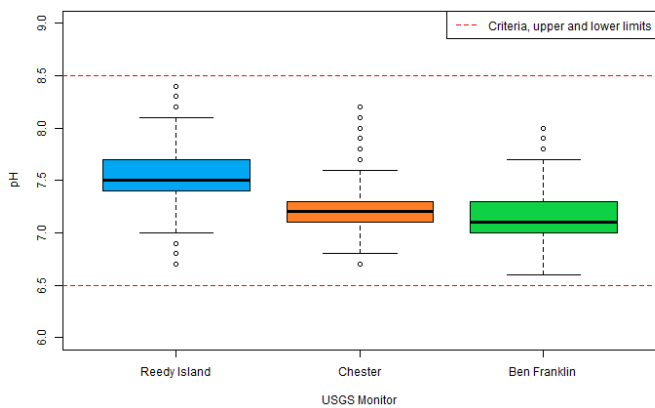 Criteria, upper and lower limits
pH
9.0
8.5
8.0
7.5
7.0
6.5
6.0
Reedy Island Chester Ben Franklin
USGS Monitor